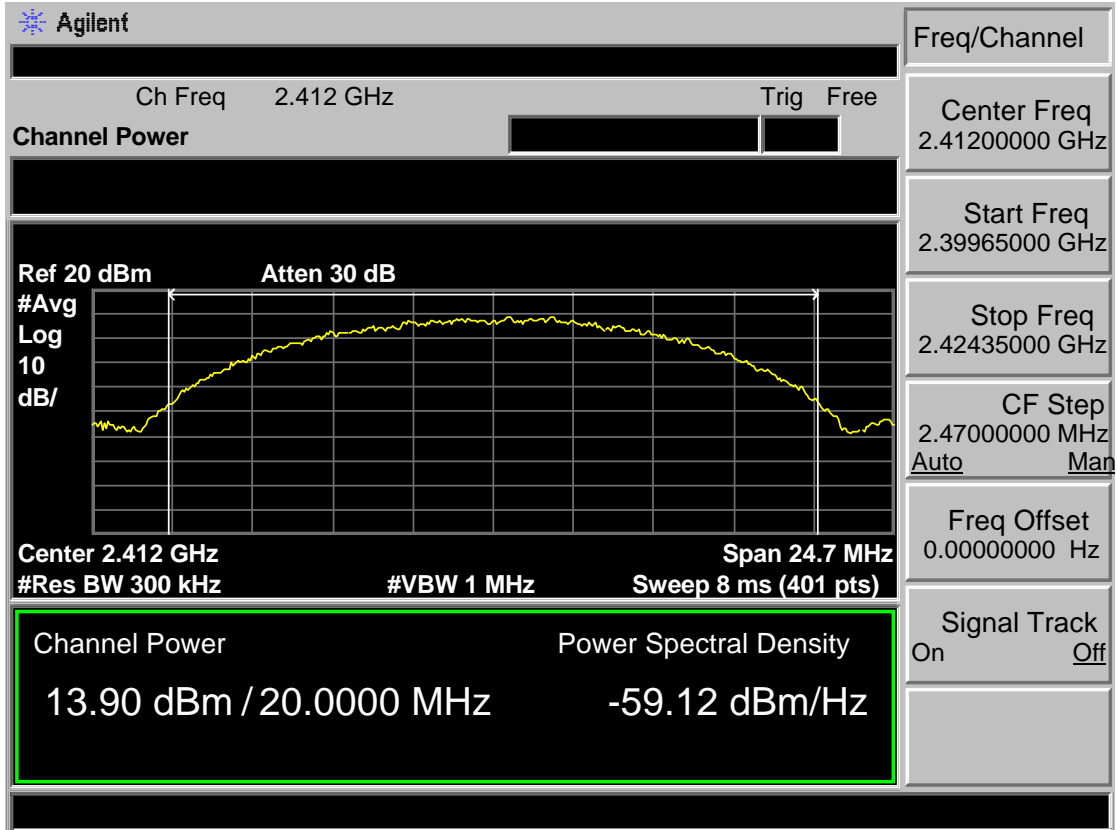 Agilent
Freq/Channel
Ch Freq 2.412 GHz Trig Free
Channel Power
Center Freq
2.41200000 GHz
Start Freq
2.39965000 GHz
Stop Freq
2.42435000 GHz
CF Step
2.47000000 MHz
Auto Man
Freq Offset
0.00000000 Hz
Signal Track
On Off
Ref 20 dBm Atten 30 dB
#Avg
Log
10
dB/
Center 2.412 GHz Span 24.7 MHz
#Res BW 300 kHz #VBW 1 MHz Sweep 8 ms (401 pts)
Channel Power Power Spectral Density
13.90 dBm / 20.0000 MHz -59.12 dBm/Hz